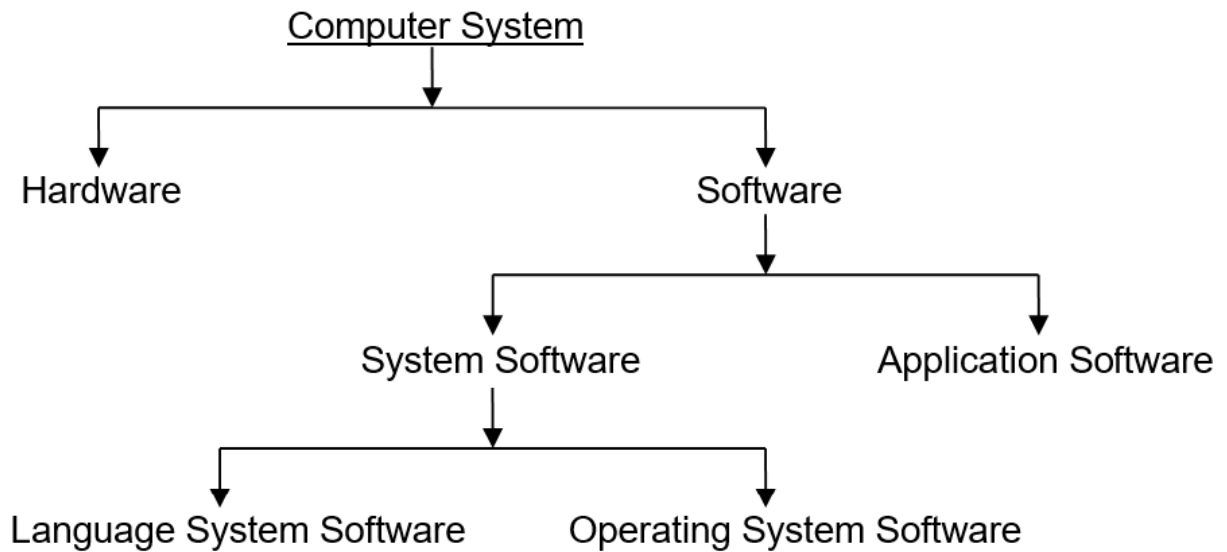 Computer System
Hardware
Software
System Software
Application Software
Language System Software
Operating System Software